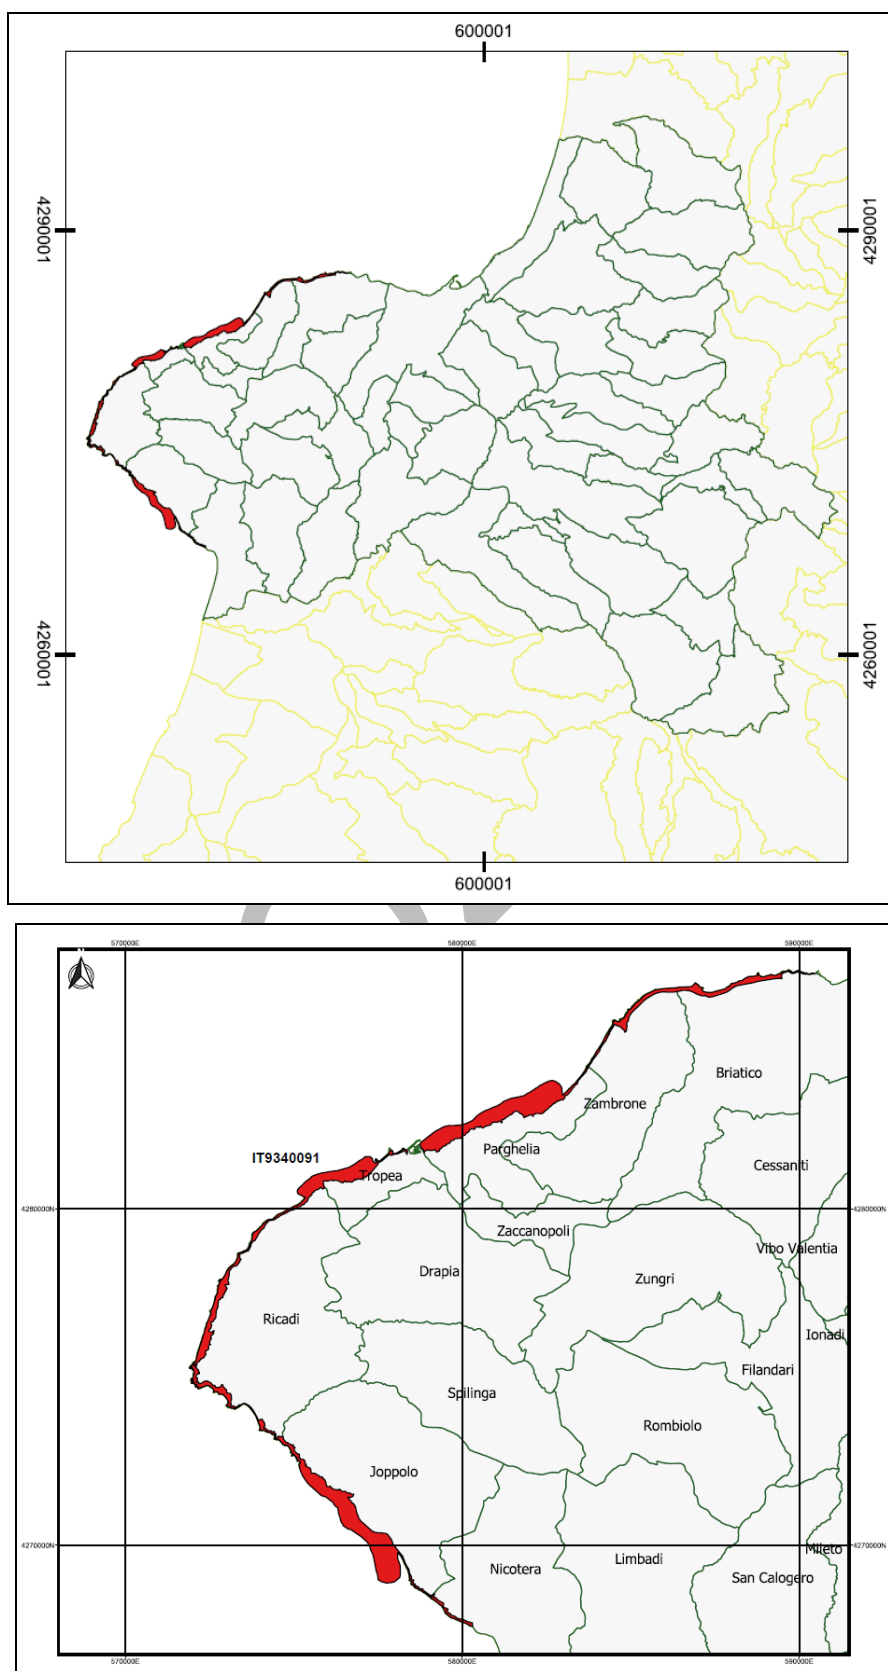 600001
4290001
4290001
4260001
4260001
600001
570000E
580000E
590000E
N
Briatico
Zambrone
Parghelia
IT9340091
Cessaniti
Tropea
4280000N
4280000N
Zaccanopoli
Vibo Valentia
Drapia
Zungri
Ricadi
Ionadi
Filandari
Spilinga
Rombiolo
Joppolo
4270000N
4270000N
Mileto
Limbadi
Nicotera
San Calogero
570000E
580000E
590000E